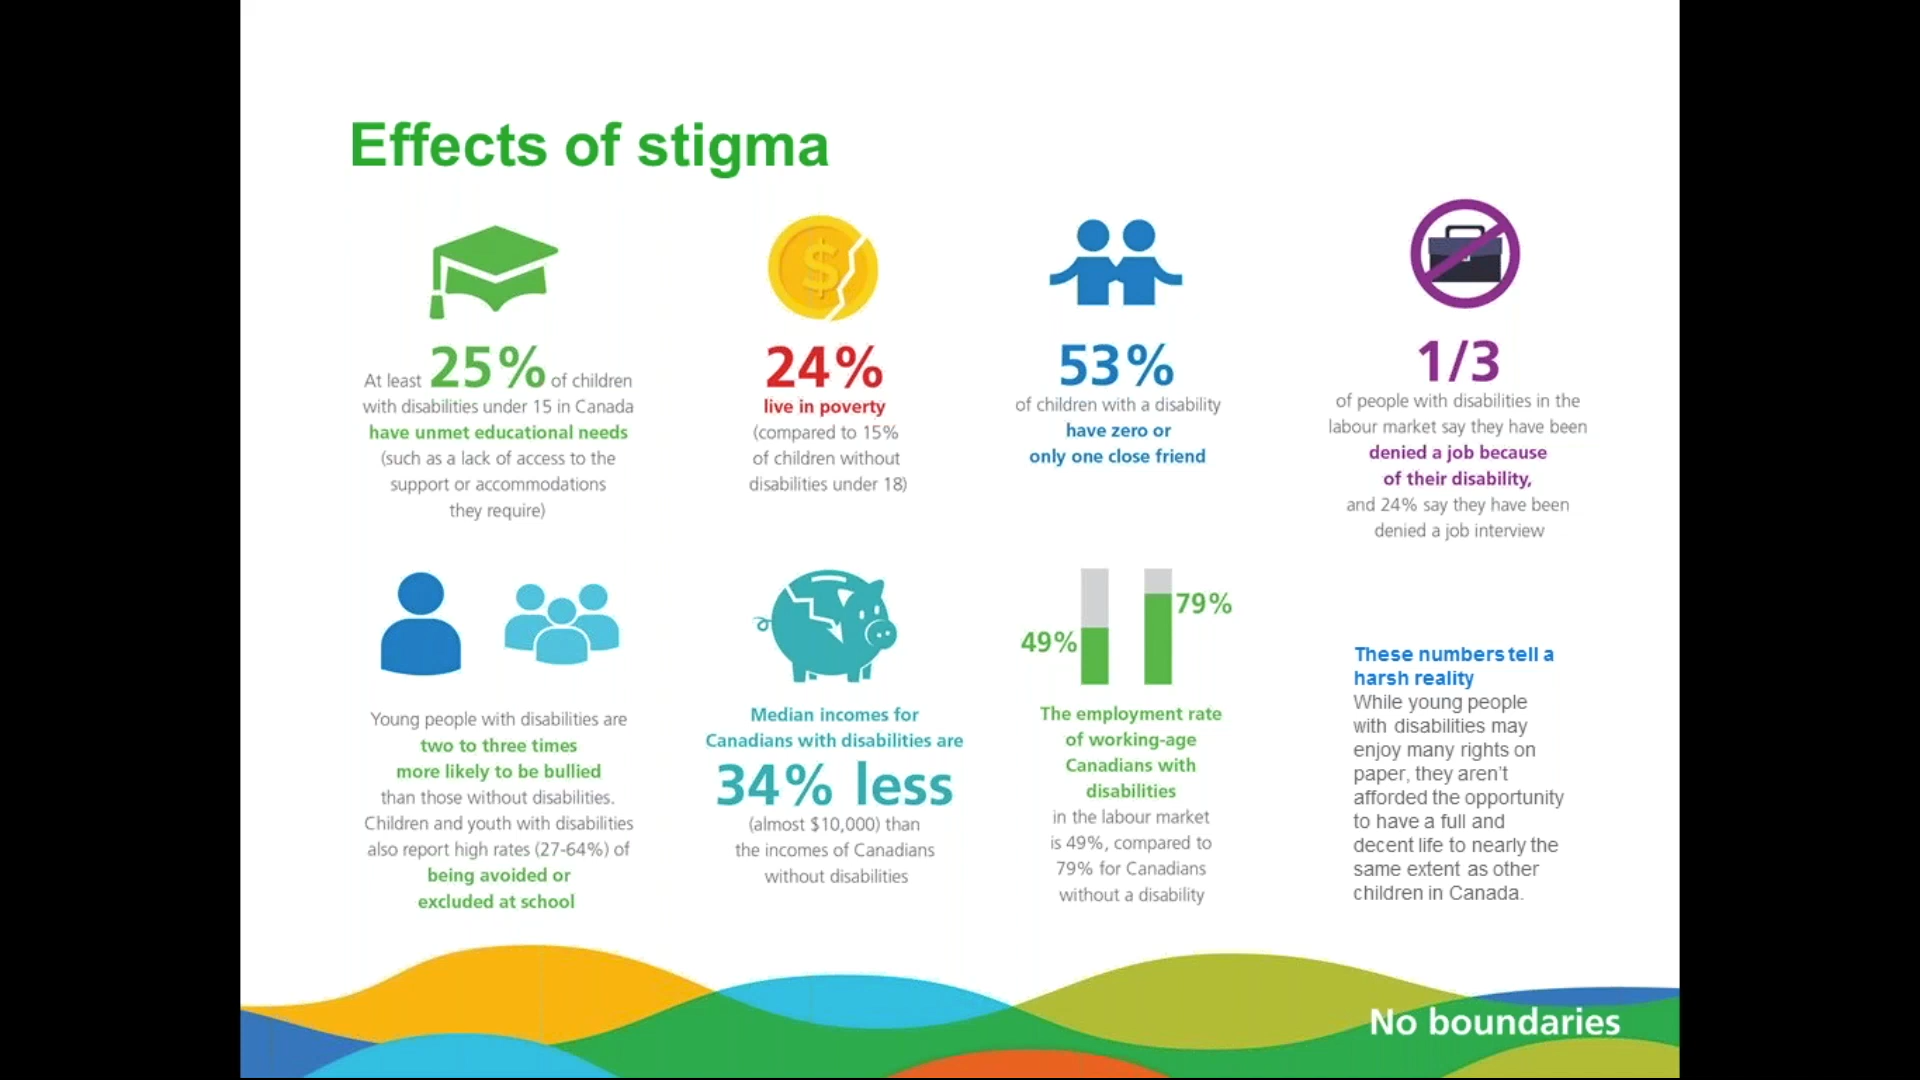 Effects of stigma
At least 25% of children
with disabilities under 15 in Canada
have unmet educational needs
(such as a lack of access to the
support or accommodations
they require)
24%
live in poverty
(compared to 15%
of children without
disabilities under 18)
53%
of children with a disability
have zero or
only one close friend
1/3
of people with disabilities in the
labour market say they have been
denied a job because
of their disability,
and 24% say they have been
denied a job interview
Young people with disabilities are
two to three times
more likely to be bullied
than those without disabilities.
Children and youth with disabilities
also report high rates (27-64%) of
being avoided or
excluded at school
Median incomes for
Canadians with disabilities are
34% less
(almost $10,000) than
the incomes of Canadians
without disabilities
49%
79%
The employment rate
of working-age
Canadians with
disabilities
in the labour market
is 49%, compared to
79% for Canadians
without a disability
These numbers tell a
harsh reality
While young people
with disabilities may
enjoy many rights on
paper, they aren't
afforded the opportunity
to have a full and
decent life to nearly the
same extent as other
children in Canada.
No boundaries